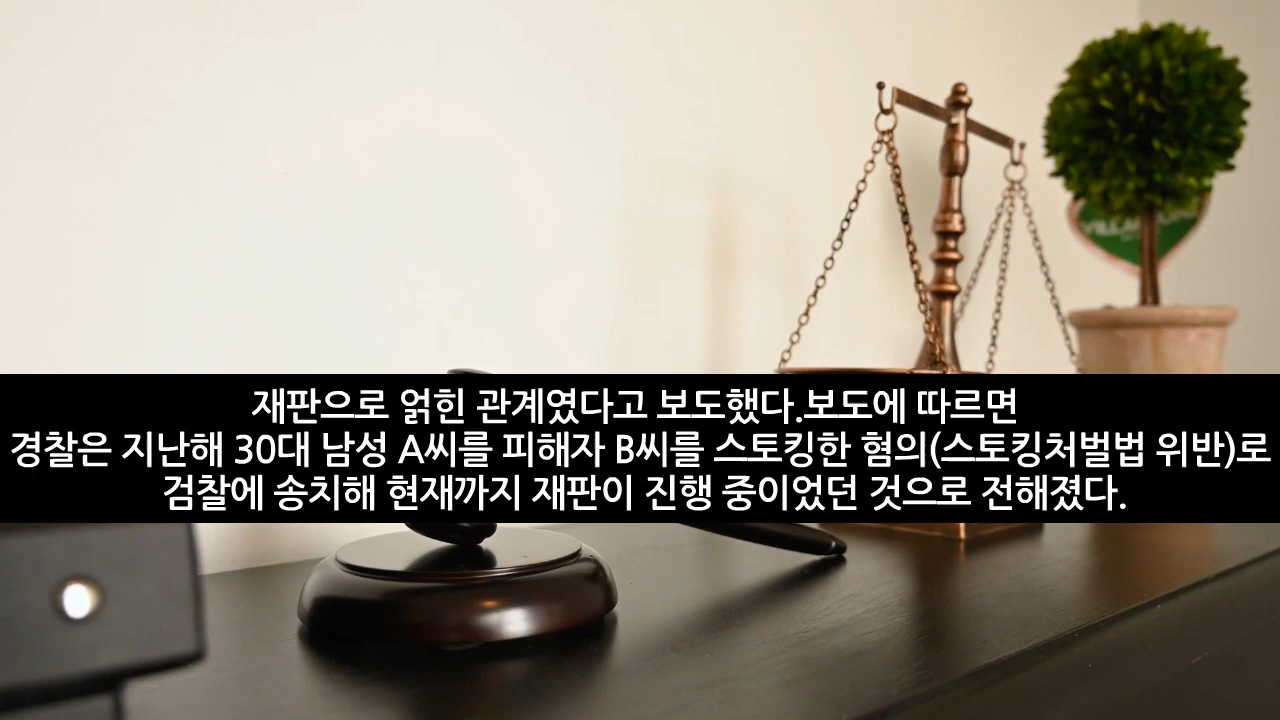 재판으로 얽힌 관계였다고 보도했다.보도에 따르면
경찰은 지난해 30대 남성 A씨를 피해자 B씨를 스토킹한 혐의(스토킹처벌법 위반)로
검찰에 송치해 현재까지 재판이 진행 중이었던 것으로 전해졌다.